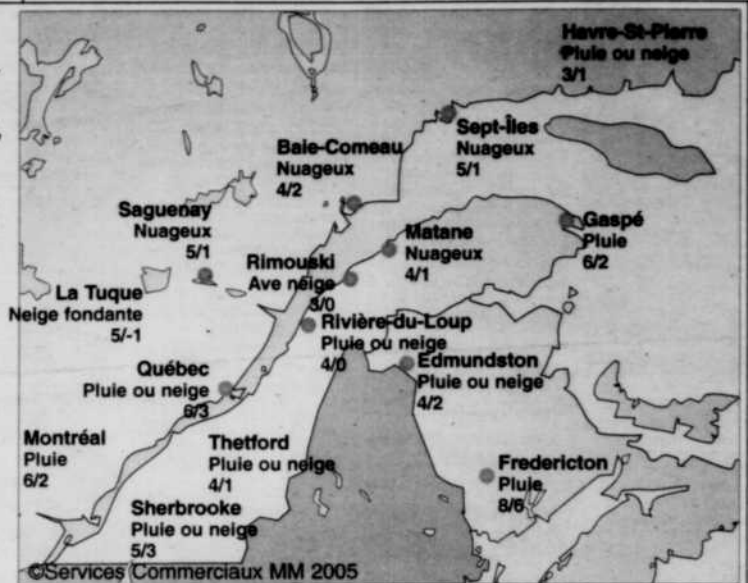 Havre-St-Pierre
Pluie ou neige
3/1
Sept-Îles
Nuageux
5/1
Baie-Comeau
Nuageux
4/2
Saguenay
Nuageux
5/1
Matane
Nuageux
4/1
Gaspé
Pluie
6/2
Rimouski
Ave neige
3/0
La Tuque
Neige fondante
5/-1
Rivière-du-Loup
Pluie ou neige
4/0
Québec
Pluie ou neige
6/3
Edmundston
Pluie ou neige
4/2
Montréal
Pluie
6/2
Thetford
Pluie ou neige
4/1
Fredericton
Pluie
8/6
Sherbrooke
Pluie ou neige
5/3
©Services Commerciaux MM 2005